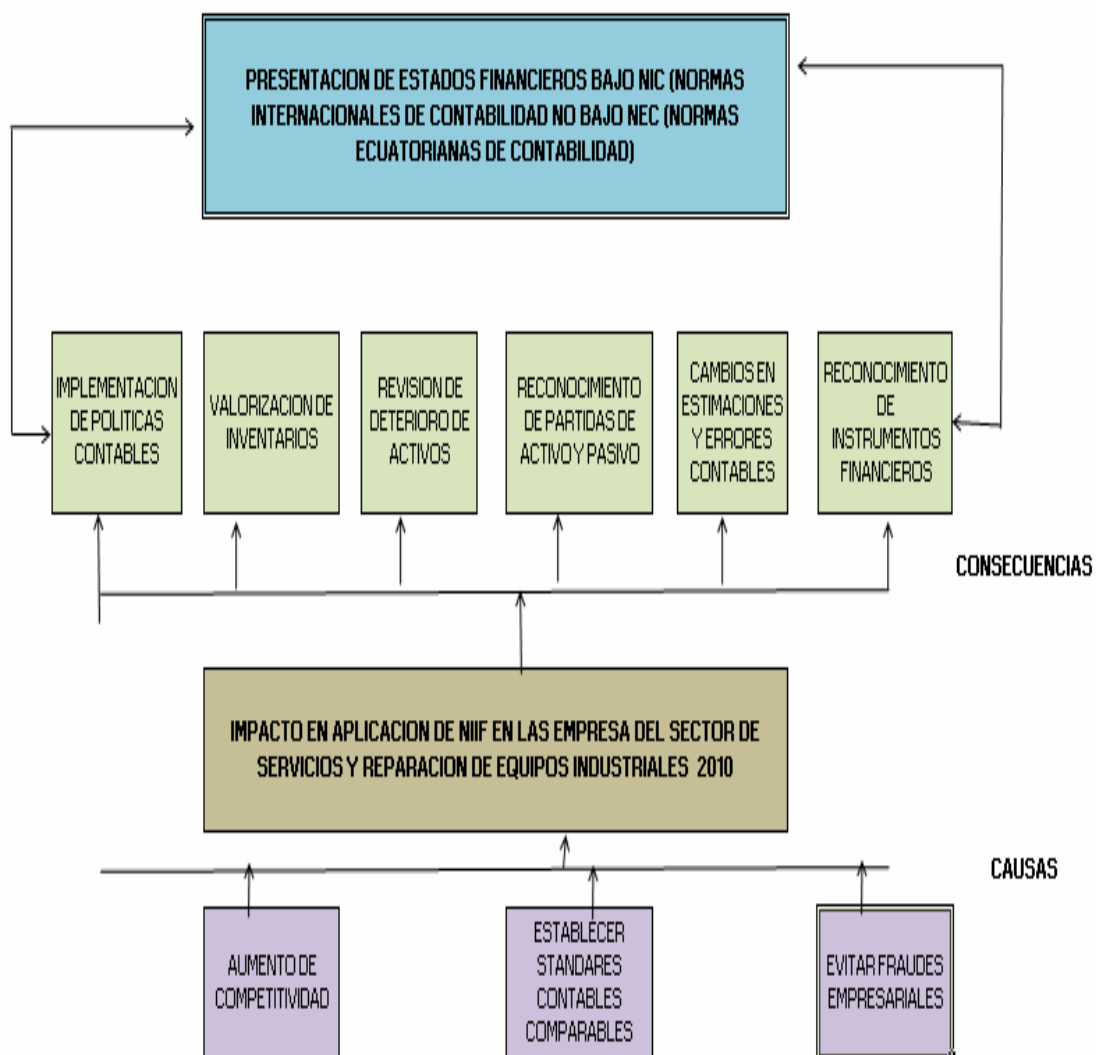 PRESENTACION DE ESTADOS FINANCIEROS BAJO NIC (NORMAS
INTERNACIONALES DE CONTABILIDAD NO BAJO NEC (NORMAS
ECUATORIANAS DE CONTABILIDAD)
IMPLEMENTACION
DE POLITICAS
CONTABLES
VALORIZACION DE
INVENTARIOS
REVISION DE
DETERIORO DE
ACTIVOS
RECONOCIMIENTO
DE PARTIDAS DE
ACTIVO Y PASIVO
CAMBIOS EN
ESTIMACIONES
Y ERRORES
CONTABLES
RECONOCIMIENTO
DE
INSTRUMENTOS
FINANCIEROS
CONSECUENCIAS
IMPACTO EN APLICACION DE NIIF EN LAS EMPRESA DEL SECTOR DE
SERVICIOS Y REPARACION DE EQUIPOS INDUSTRIALES 2010
CAUSAS
AUMENTO DE
COMPETITIVIDAD
ESTABLECER
STANDARES
CONTABLES
COMPARABLES
EVITAR FRAUDES
EMPRESARIALES